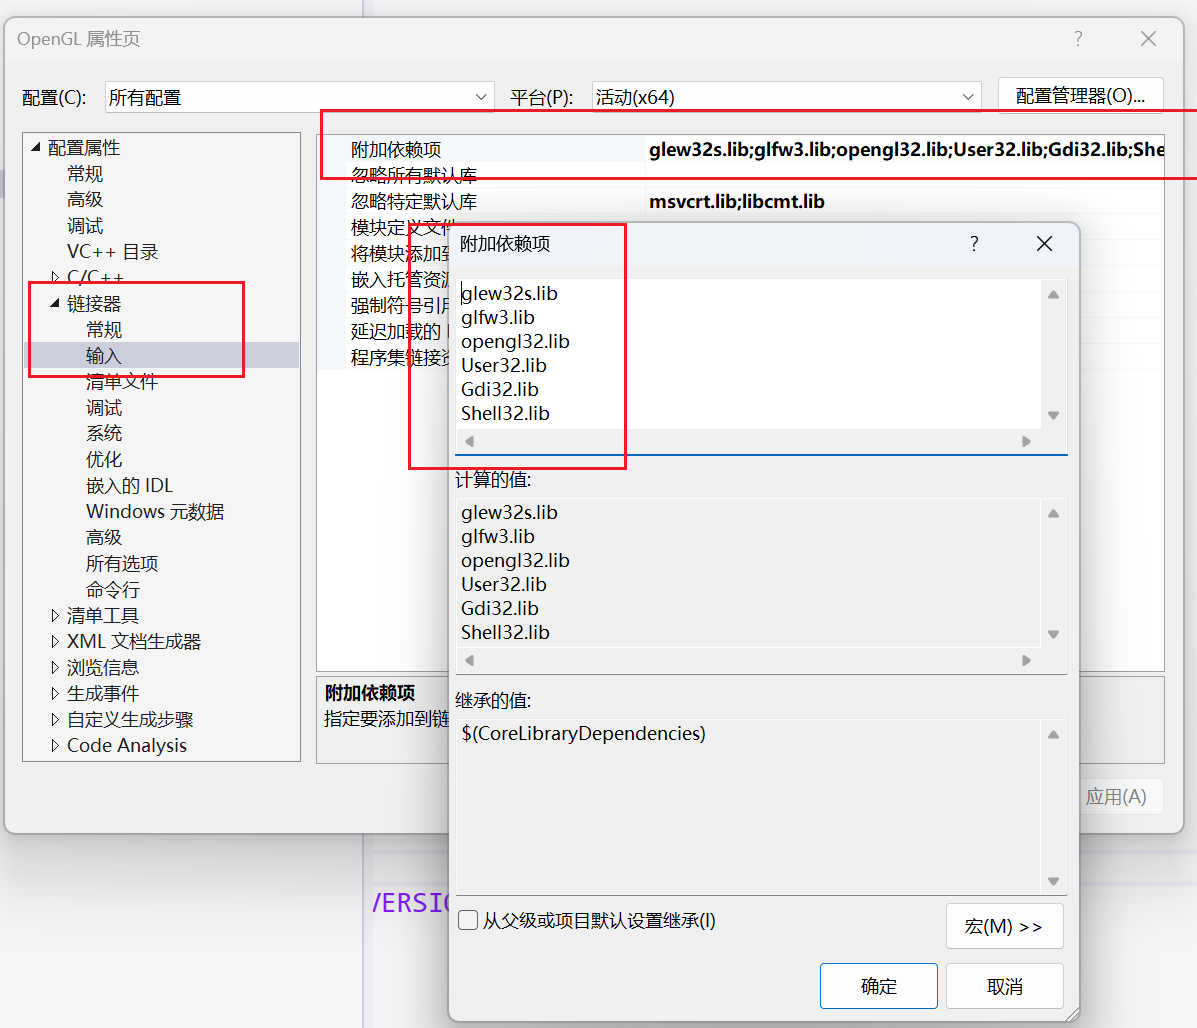 OpenGL 属性页
?
配置(C):
所有配置
平台(P):
活动(x64)
配置管理器(O)...
配置属性
常规
高级
调试
VC++ 目录
C/C++
链接器
常规
输入
清单文件
调试
系统
优化
嵌入的 IDL
Windows 元数据
高级
所有选项
命令行
清单工具
XML 文档生成器
浏览信息
生成事件
自定义生成步骤
Code Analysis
附加依赖项 glew32s.lib;glfw3.lib;opengl32.lib;User32.lib;Gdi32.lib;She
忽略所有默认库
忽略特定默认库 msvcrt.lib;libcmt.lib
模块定义文件
将模块添加到
嵌入托管资源
强制符号引用
延迟加载的
程序集链接资
附加依赖项
指定要添加到链
应用(A)
附加依赖项
?
glew32s.lib
glfw3.lib
opengl32.lib
User32.lib
Gdi32.lib
Shell32.lib
计算的值:
glew32s.lib
glfw3.lib
opengl32.lib
User32.lib
Gdi32.lib
Shell32.lib
继承的值:
$(CoreLibraryDependencies)
从父级或项目默认设置继承(I)
宏(M) >>
确定
取消
VERSIO